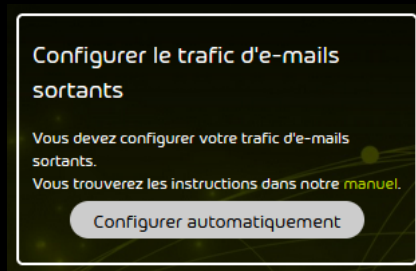 Configurer le trafic d'e-mails
sortants
Vous devez configurer votre trafic d'e-mails
sortants.
Vous trouverez les instructions dans notre manuel.
Configurer automatiquement